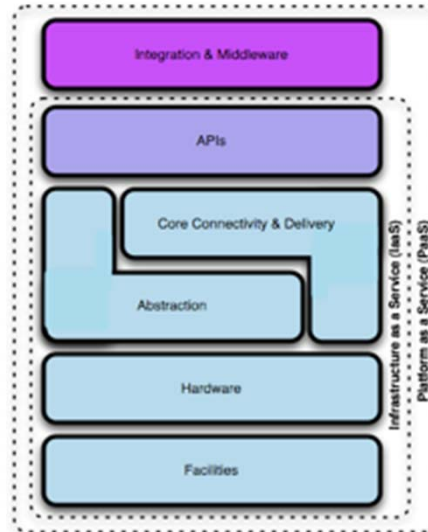 Integration & Middleware
APIs
Core Connectivity & Delivery
Abstraction
Hardware
Facilities
Infrastructure as a Service (IaaS)
Platform as a Service (PaaS)